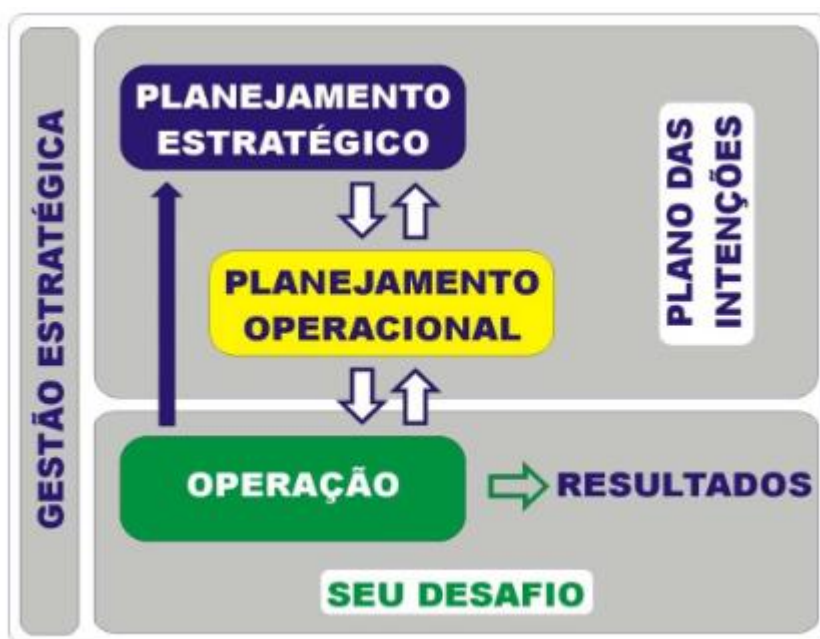 GESTÃO ESTRATÉGICA
PLANEJAMENTO
ESTRATÉGICO
PLANO DAS
INTENÇÕES
PLANEJAMENTO
OPERACIONAL
OPERAÇÃO
RESULTADOS
SEU DESAFIO